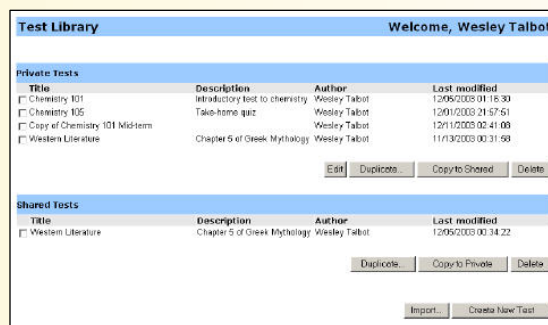 Test Library Welcome, Wesley Talbot
Private Tests
Title Description Author Last modified
Chemistry 101 Introductory test to chemistry Wesley Talbot 12/05/2003 01:16:30
Chemistry 105 Take-home quiz Wesley Talbot 12/01/2003 21:57:51
Copy of Chemistry 101 Mid-term Wesley Talbot 12/11/2003 02:41:08
Western Literature Chapter 5 of Greek Mythology Wesley Talbot 11/13/2003 00:31:58
Edit Duplicate... Copy to Shared Delete
Shared Tests
Title Description Author Last modified
Western Literature Chapter 5 of Greek Mythology Wesley Talbot 12/05/2003 00:34:22
Duplicate... Copy to Private Delete
Import... Create New Test